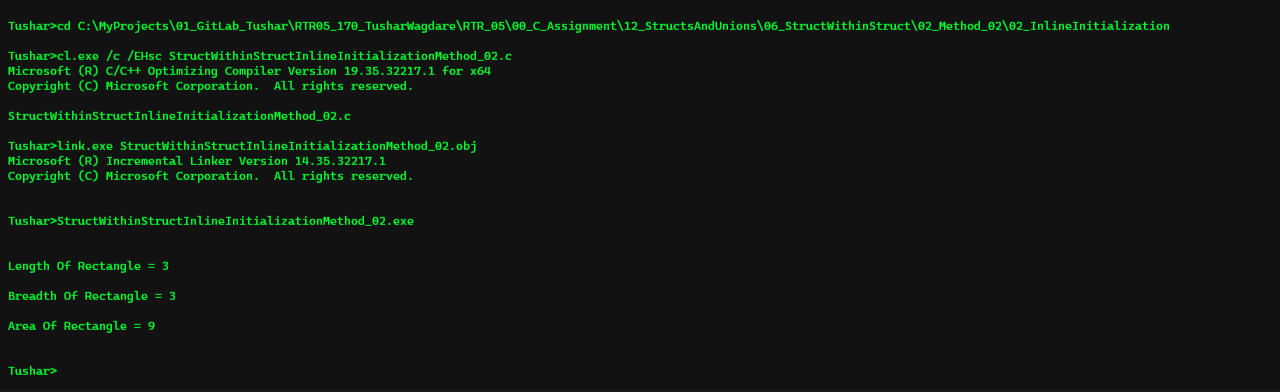 Tushar>cd C:\MyProjects\01_GitLab_Tushar\RTR05_170_TusharWagdare\RTR_05\00_C_Assignment\12_StructsAndUnions\06_StructWithinStruct\02_Method_02\02_InlineInitialization
Tushar>cl.exe /c /EHsc StructWithinStructInlineInitializationMethod_02.c
Microsoft (R) C/C++ Optimizing Compiler Version 19.35.32217.1 for x64
Copyright (C) Microsoft Corporation.  All rights reserved.
StructWithinStructInlineInitializationMethod_02.c
Tushar>link.exe StructWithinStructInlineInitializationMethod_02.obj
Microsoft (R) Incremental Linker Version 14.35.32217.1
Copyright (C) Microsoft Corporation.  All rights reserved.
Tushar>StructWithinStructInlineInitializationMethod_02.exe
Length Of Rectangle = 3
Breadth Of Rectangle = 3
Area Of Rectangle = 9
Tushar>